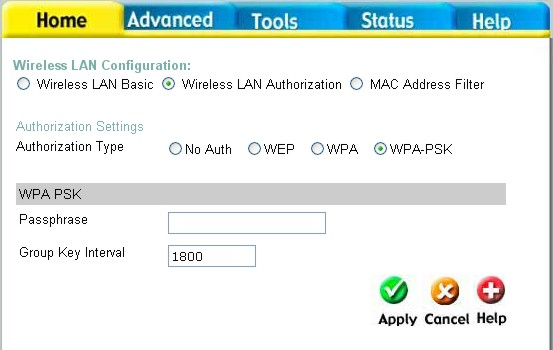 Home Advanced Tools Status Help
Wireless LAN Configuration:
Wireless LAN Basic Wireless LAN Authorization MAC Address Filter
Authorization Settings
Authorization Type No Auth WEP WPA WPA-PSK
WPA PSK
Passphrase
Group Key Interval 1800
Apply Cancel Help